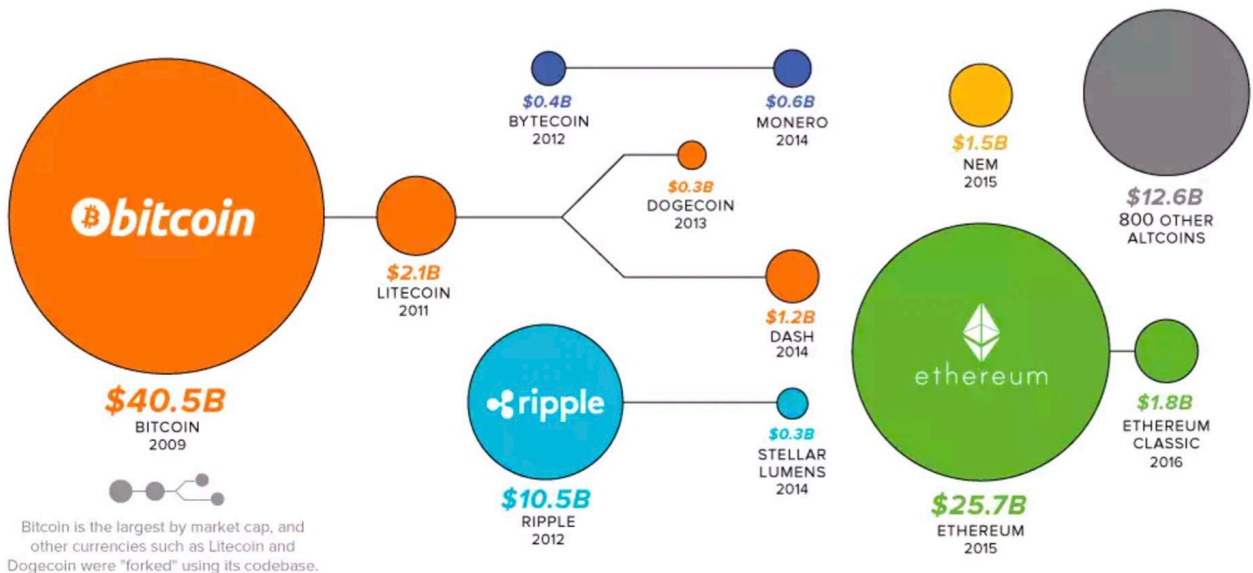 bitcoin
$40.5B
BITCOIN
2009
Bitcoin is the largest by market cap, and
other currencies such as Litecoin and
Dogecoin were "forked" using its codebase.
$2.1B
LITECOIN
2011
$0.4B
BYTECOIN
2012
$0.6B
MONERO
2014
$0.3B
DOGECOIN
2013
$1.2B
DASH
2014
ripple
$10.5B
RIPPLE
2012
$0.3B
STELLAR
LUMENS
2014
$1.5B
NEM
2015
$12.6B
800 OTHER
ALTCOINS
ethereum
$25.7B
ETHEREUM
2015
$1.8B
ETHEREUM
CLASSIC
2016